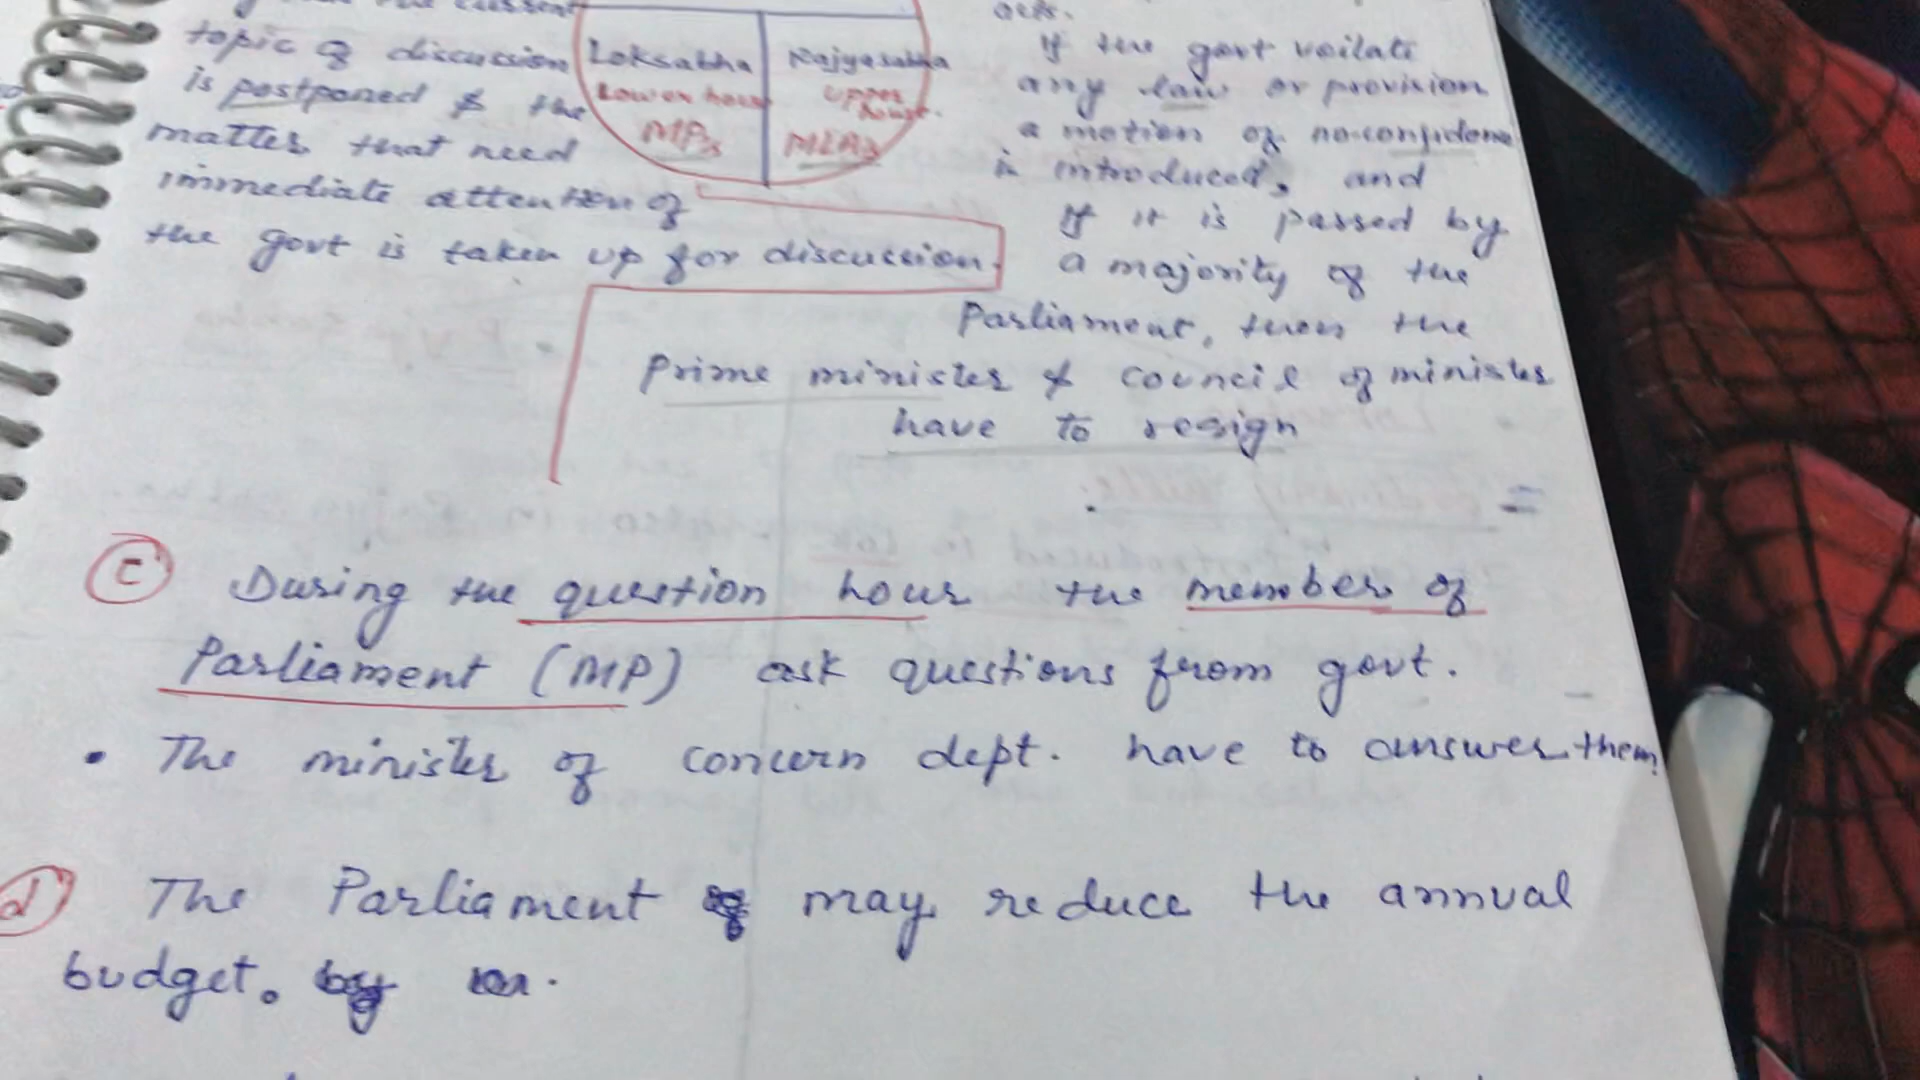 current
topic of discussion
is postponed & the
matter that need
immediate attention of
the govt is taken up for discussion.
Loksabha
Lower house
MPs
Rajyasabha
upper
house.
MLAs
acts.
If the govt voilate
any law or provision
a motion of no-confidence
is introduced, and
If it is passed by
a majority of the
Parliament, then the
Prime minister & council of minister
have to resign
=
(c) During the question hour the member of
Parliament (MP) ask questions from govt.
• The minister of concern dept. have to answer them
(d) The Parliament may reduce the annual
budget.